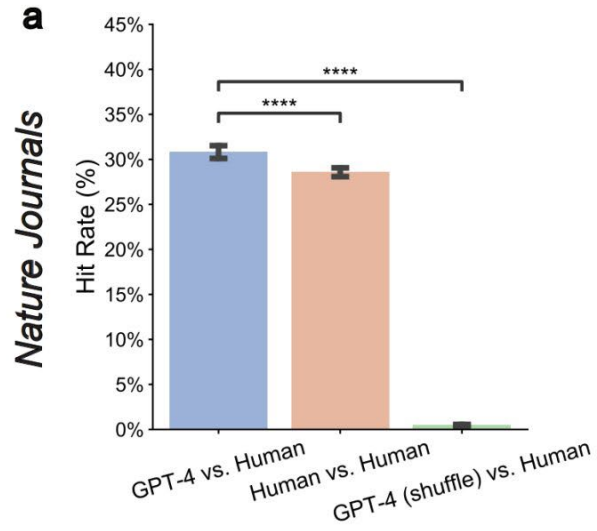 a
Nature Journals
Hit Rate (%)
45%
40%
35%
30%
25%
20%
15%
10%
5%
0%
****
****
GPT-4 vs. Human
Human vs. Human
GPT-4 (shuffle) vs. Human